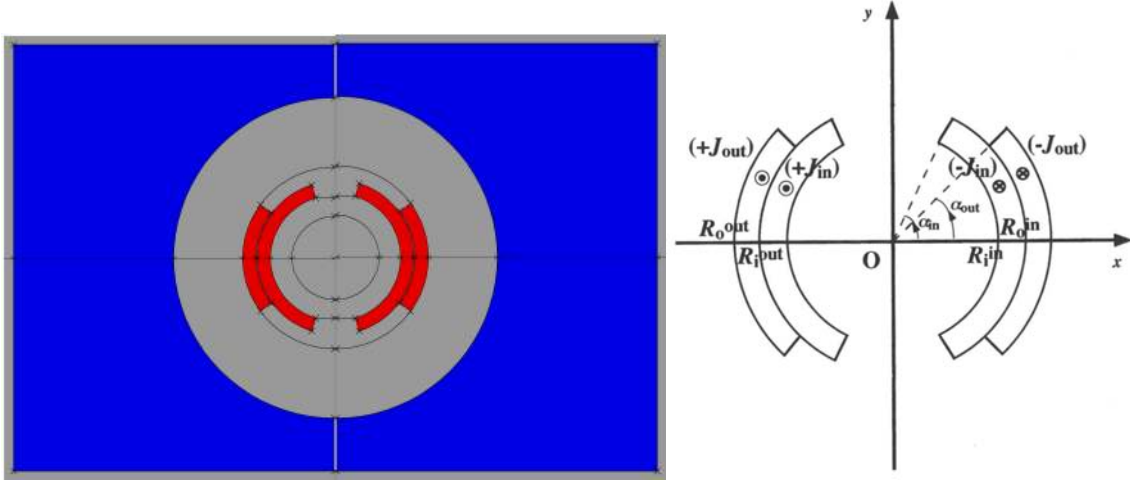 y
(+Jout)
(-Jout)
(+Jin)
(-Jin)
αout
αin
Roout
Roin
Riout
Riin
O
x